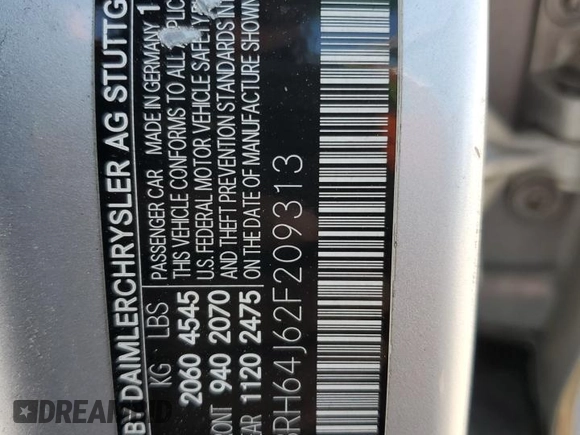 BY DAIMLERCHRYSLER AG STUTTG
KG LBS PASSENGER CAR MADE IN GERMANY 1
2060 4545 THIS VEHICLE CONFORMS TO ALL
RONT 940 2070 U.S. FEDERAL MOTOR VEHICLE SAFETY
EAR 1120 2475 AND THEFT PREVENTION STANDARDS IN
ON THE DATE OF MANUFACTURE SHOWN
RH64J62F209313
DREAMBID